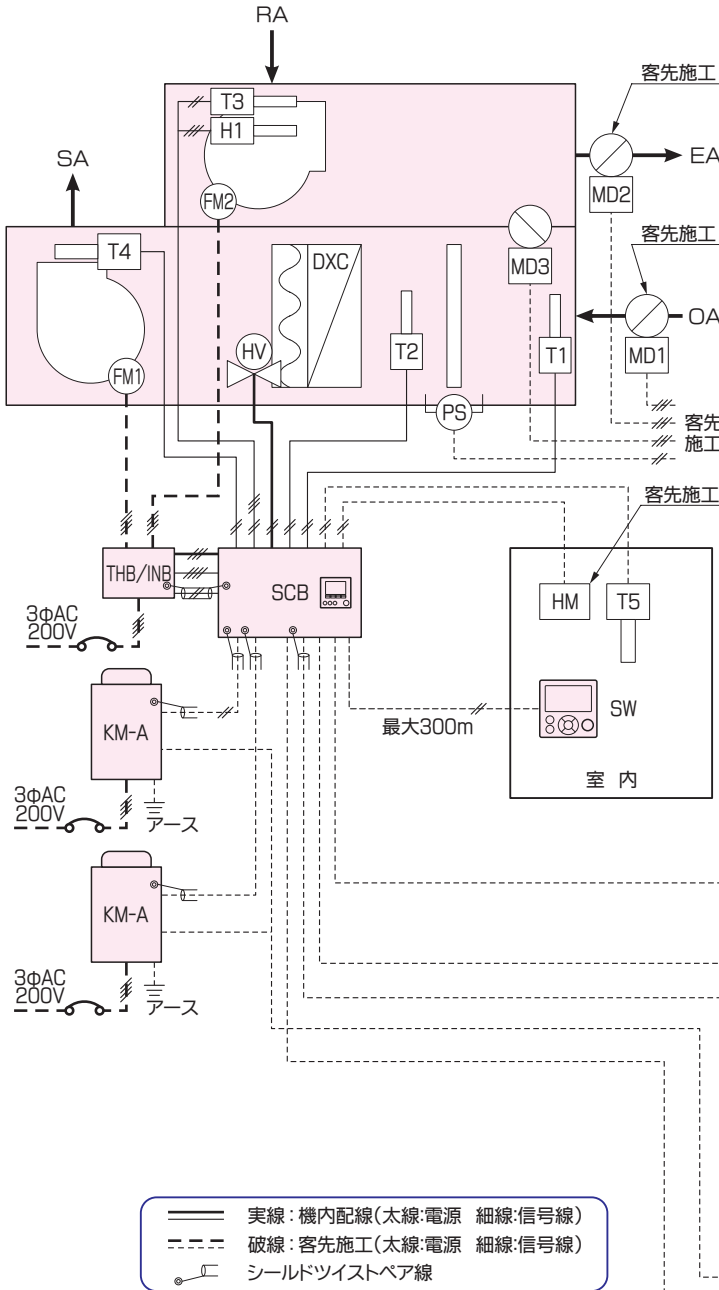 RA
客先施工
T3
H1
SA
EA
FM2
MD2
客先施工
T4
DXC
MD3
OA
HV
T2
T1
MD1
FM1
PS
客先
施工
客先施工
THB/INB
SCB
HM
T5
3φAC
200V
SW
最大300m
KM-A
室 内
3φAC
200V
アース
KM-A
3φAC
200V
アース
実線:機内配線(太線:電源 細線:信号線)
破線:客先施工(太線:電源 細線:信号線)
シールドツイストペア線